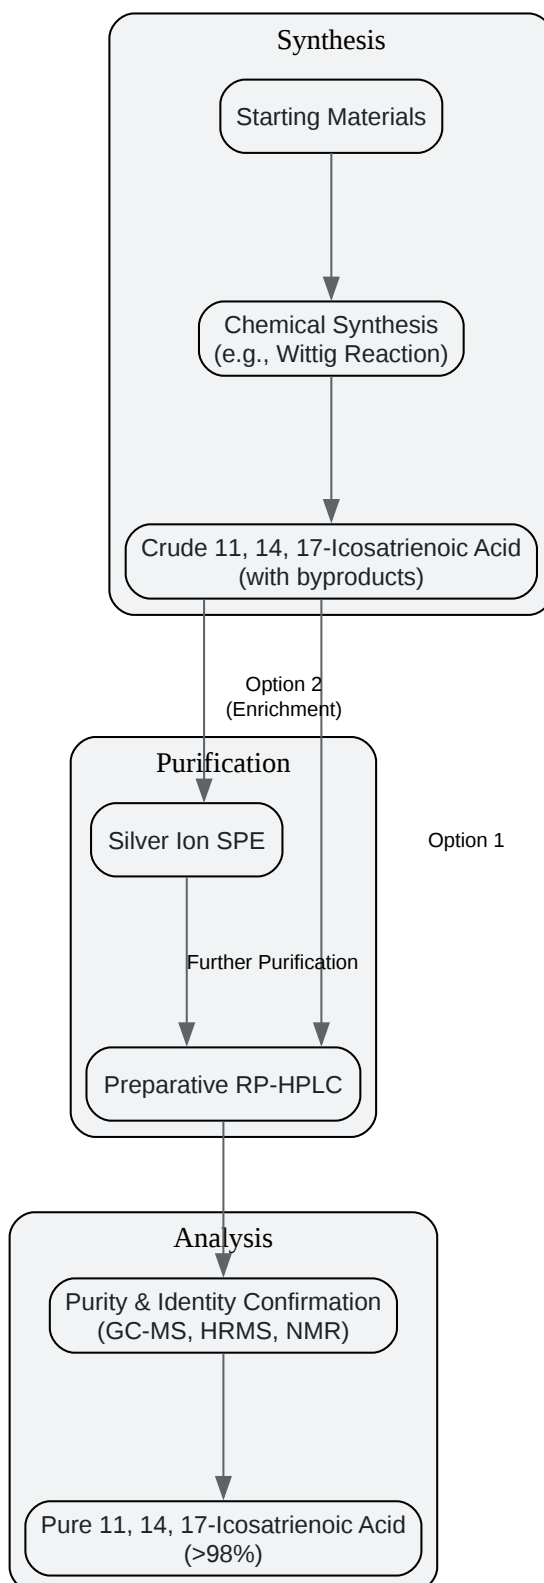 Synthesis
Starting Materials
Chemical Synthesis
(e.g., Wittig Reaction)
Crude 11, 14, 17-Icosatrienoic Acid
(with byproducts)
Option 2
(Enrichment)
Purification
Silver Ion SPE
Option 1
Further Purification
Preparative RP-HPLC
Analysis
Purity & Identity Confirmation
(GC-MS, HRMS, NMR)
Pure 11, 14, 17-Icosatrienoic Acid
(>98%)